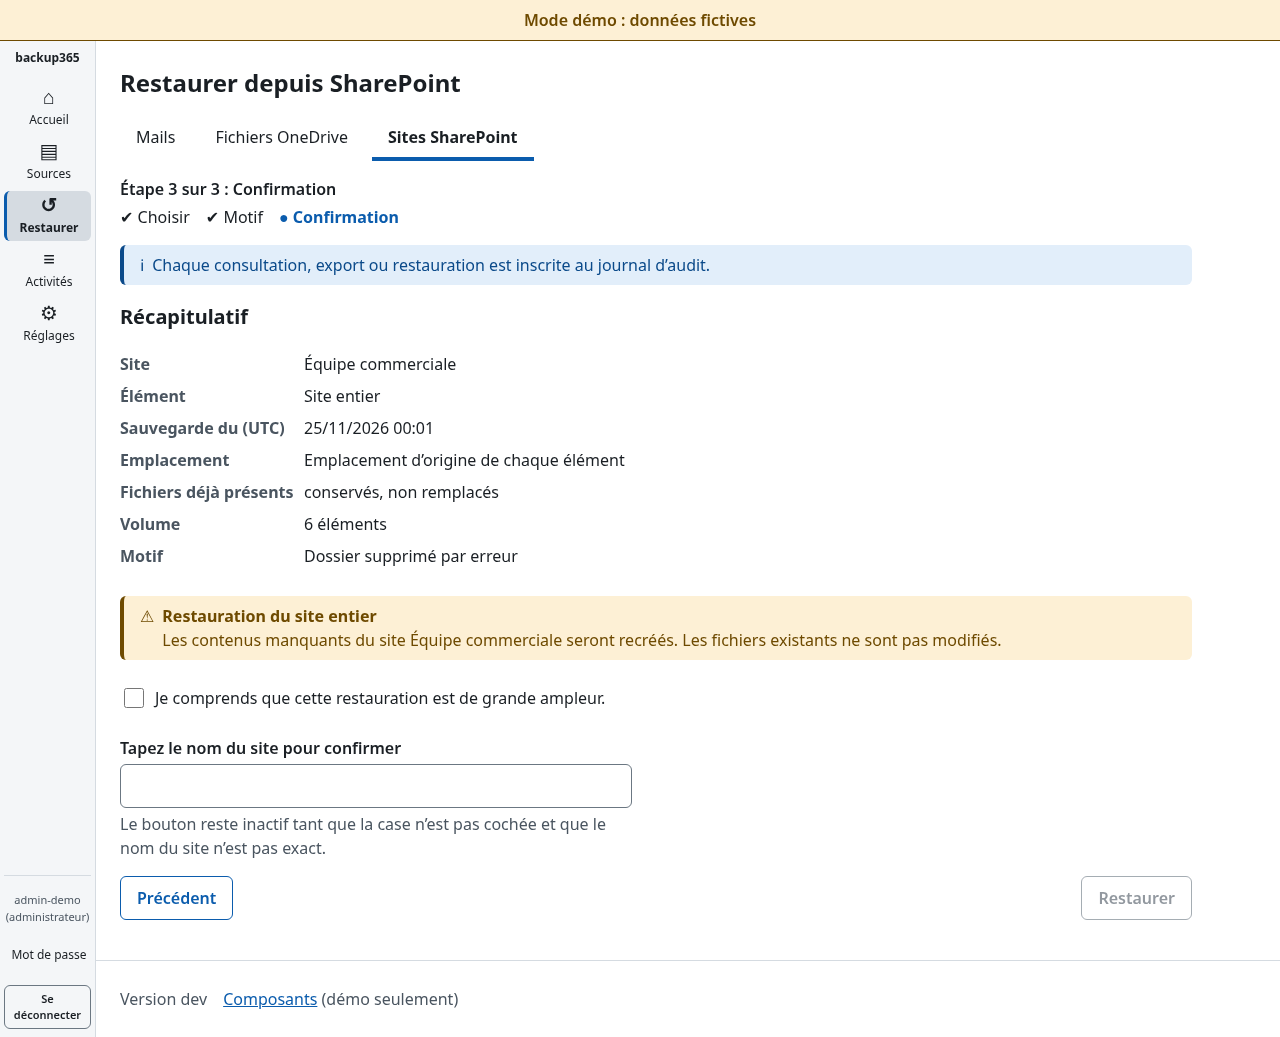 Mode démo : données fictives
backup365
Accueil
Sources
Restaurer
Activités
Réglages
admin-demo
(administrateur)
Mot de passe
Se
déconnecter
Restaurer depuis SharePoint
Mails Fichiers OneDrive Sites SharePoint
Étape 3 sur 3 : Confirmation
✔ Choisir ✔ Motif ● Confirmation
i Chaque consultation, export ou restauration est inscrite au journal d’audit.
Récapitulatif
Site Équipe commerciale
Élément Site entier
Sauvegarde du (UTC) 25/11/2026 00:01
Emplacement Emplacement d’origine de chaque élément
Fichiers déjà présents conservés, non remplacés
Volume 6 éléments
Motif Dossier supprimé par erreur
⚠ Restauration du site entier
Les contenus manquants du site Équipe commerciale seront recréés. Les fichiers existants ne sont pas modifiés.
Je comprends que cette restauration est de grande ampleur.
Tapez le nom du site pour confirmer
Le bouton reste inactif tant que la case n’est pas cochée et que le
nom du site n’est pas exact.
Précédent Restaurer
Version dev Composants (démo seulement)